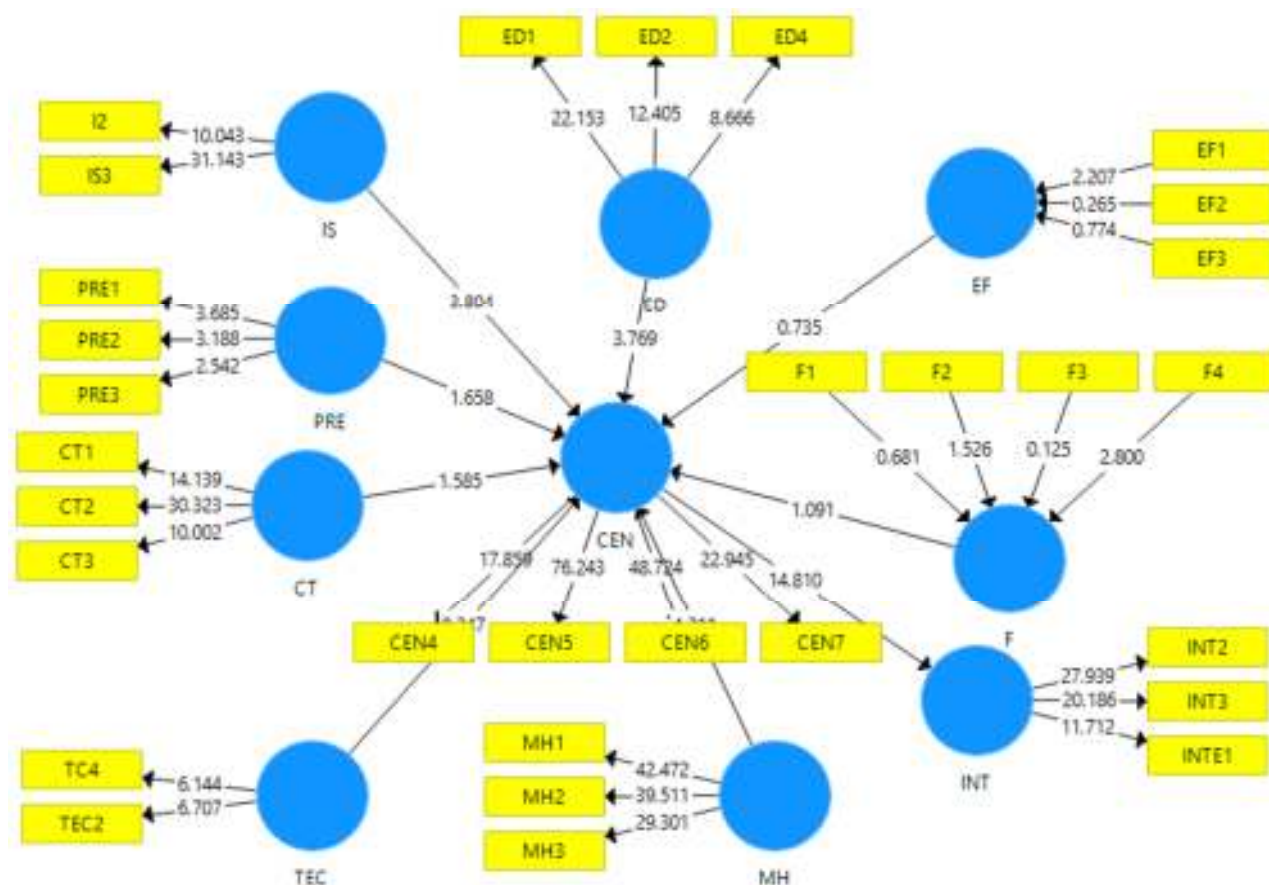 ED1 ED2 ED4
22.153 12.405 8.666
I2
IS3
10.043
31.143
IS
EF1
EF2
EF3
2.207
0.265
0.774
EF
PRE1
PRE2
PRE3
3.685
3.188
2.542
PRE
3.769
0.735
1.658
F1 F2 F3 F4
0.681 1.526 0.125 2.800
CT1
CT2
CT3
14.139
30.323
10.002
CT
1.585
CEN
1.091
F
17.859 76.243 48.724 22.945 14.810
CEN4 CEN5 CEN6 CEN7
INT2
INT3
INTE1
27.939
20.186
11.712
INT
TC4
TEC2
6.144
6.707
TEC
MH1
MH2
MH3
42.472
39.511
29.301
MH